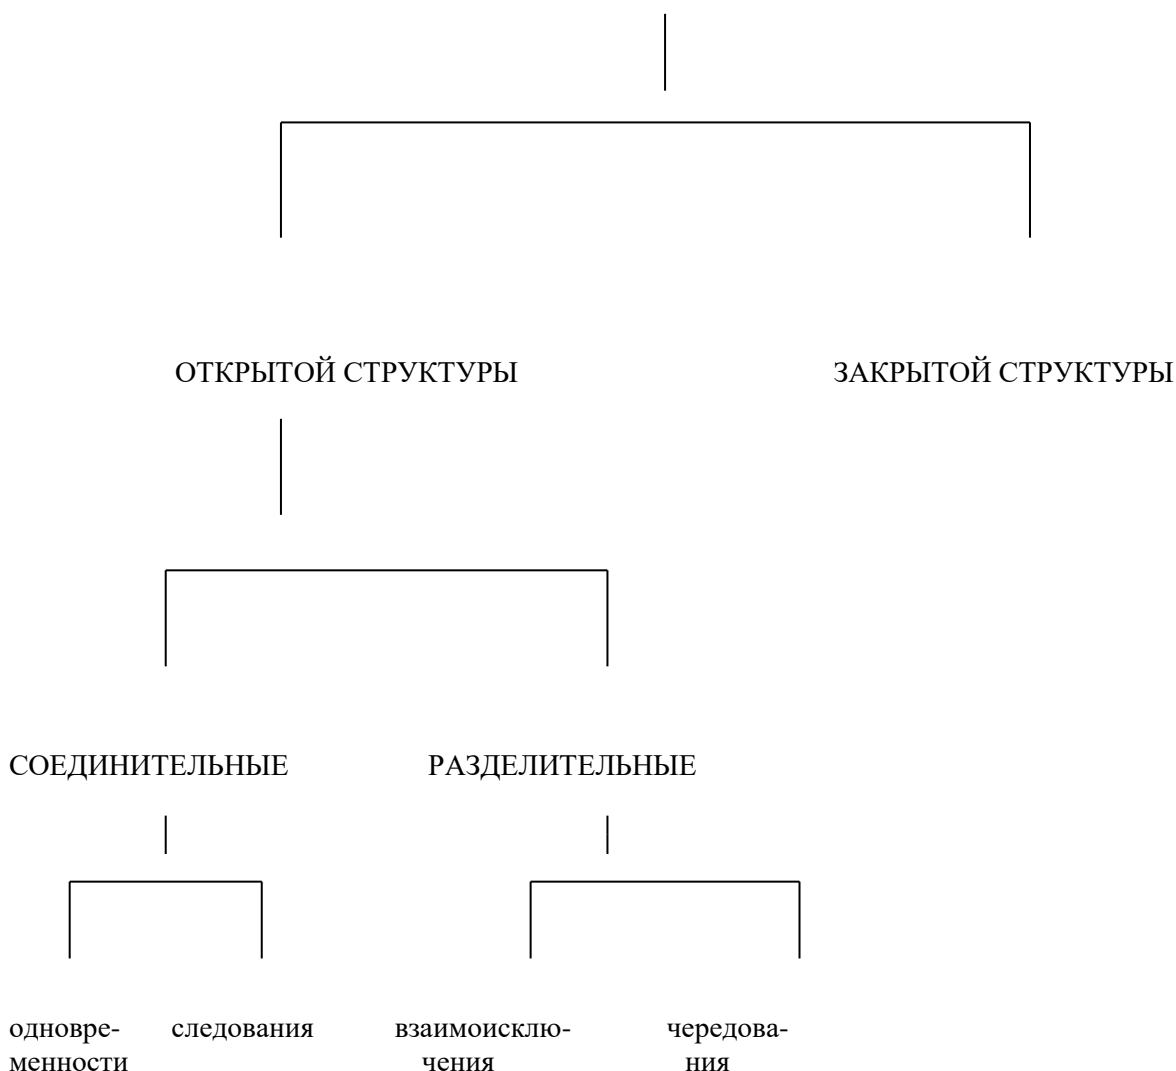 ОТКРЫТОЙ СТРУКТУРЫ ЗАКРЫТОЙ СТРУКТУРЫ
СОЕДИНИТЕЛЬНЫЕ РАЗДЕЛИТЕЛЬНЫЕ
одновре- следования взаимоисклю- чередова-
менности чения ния